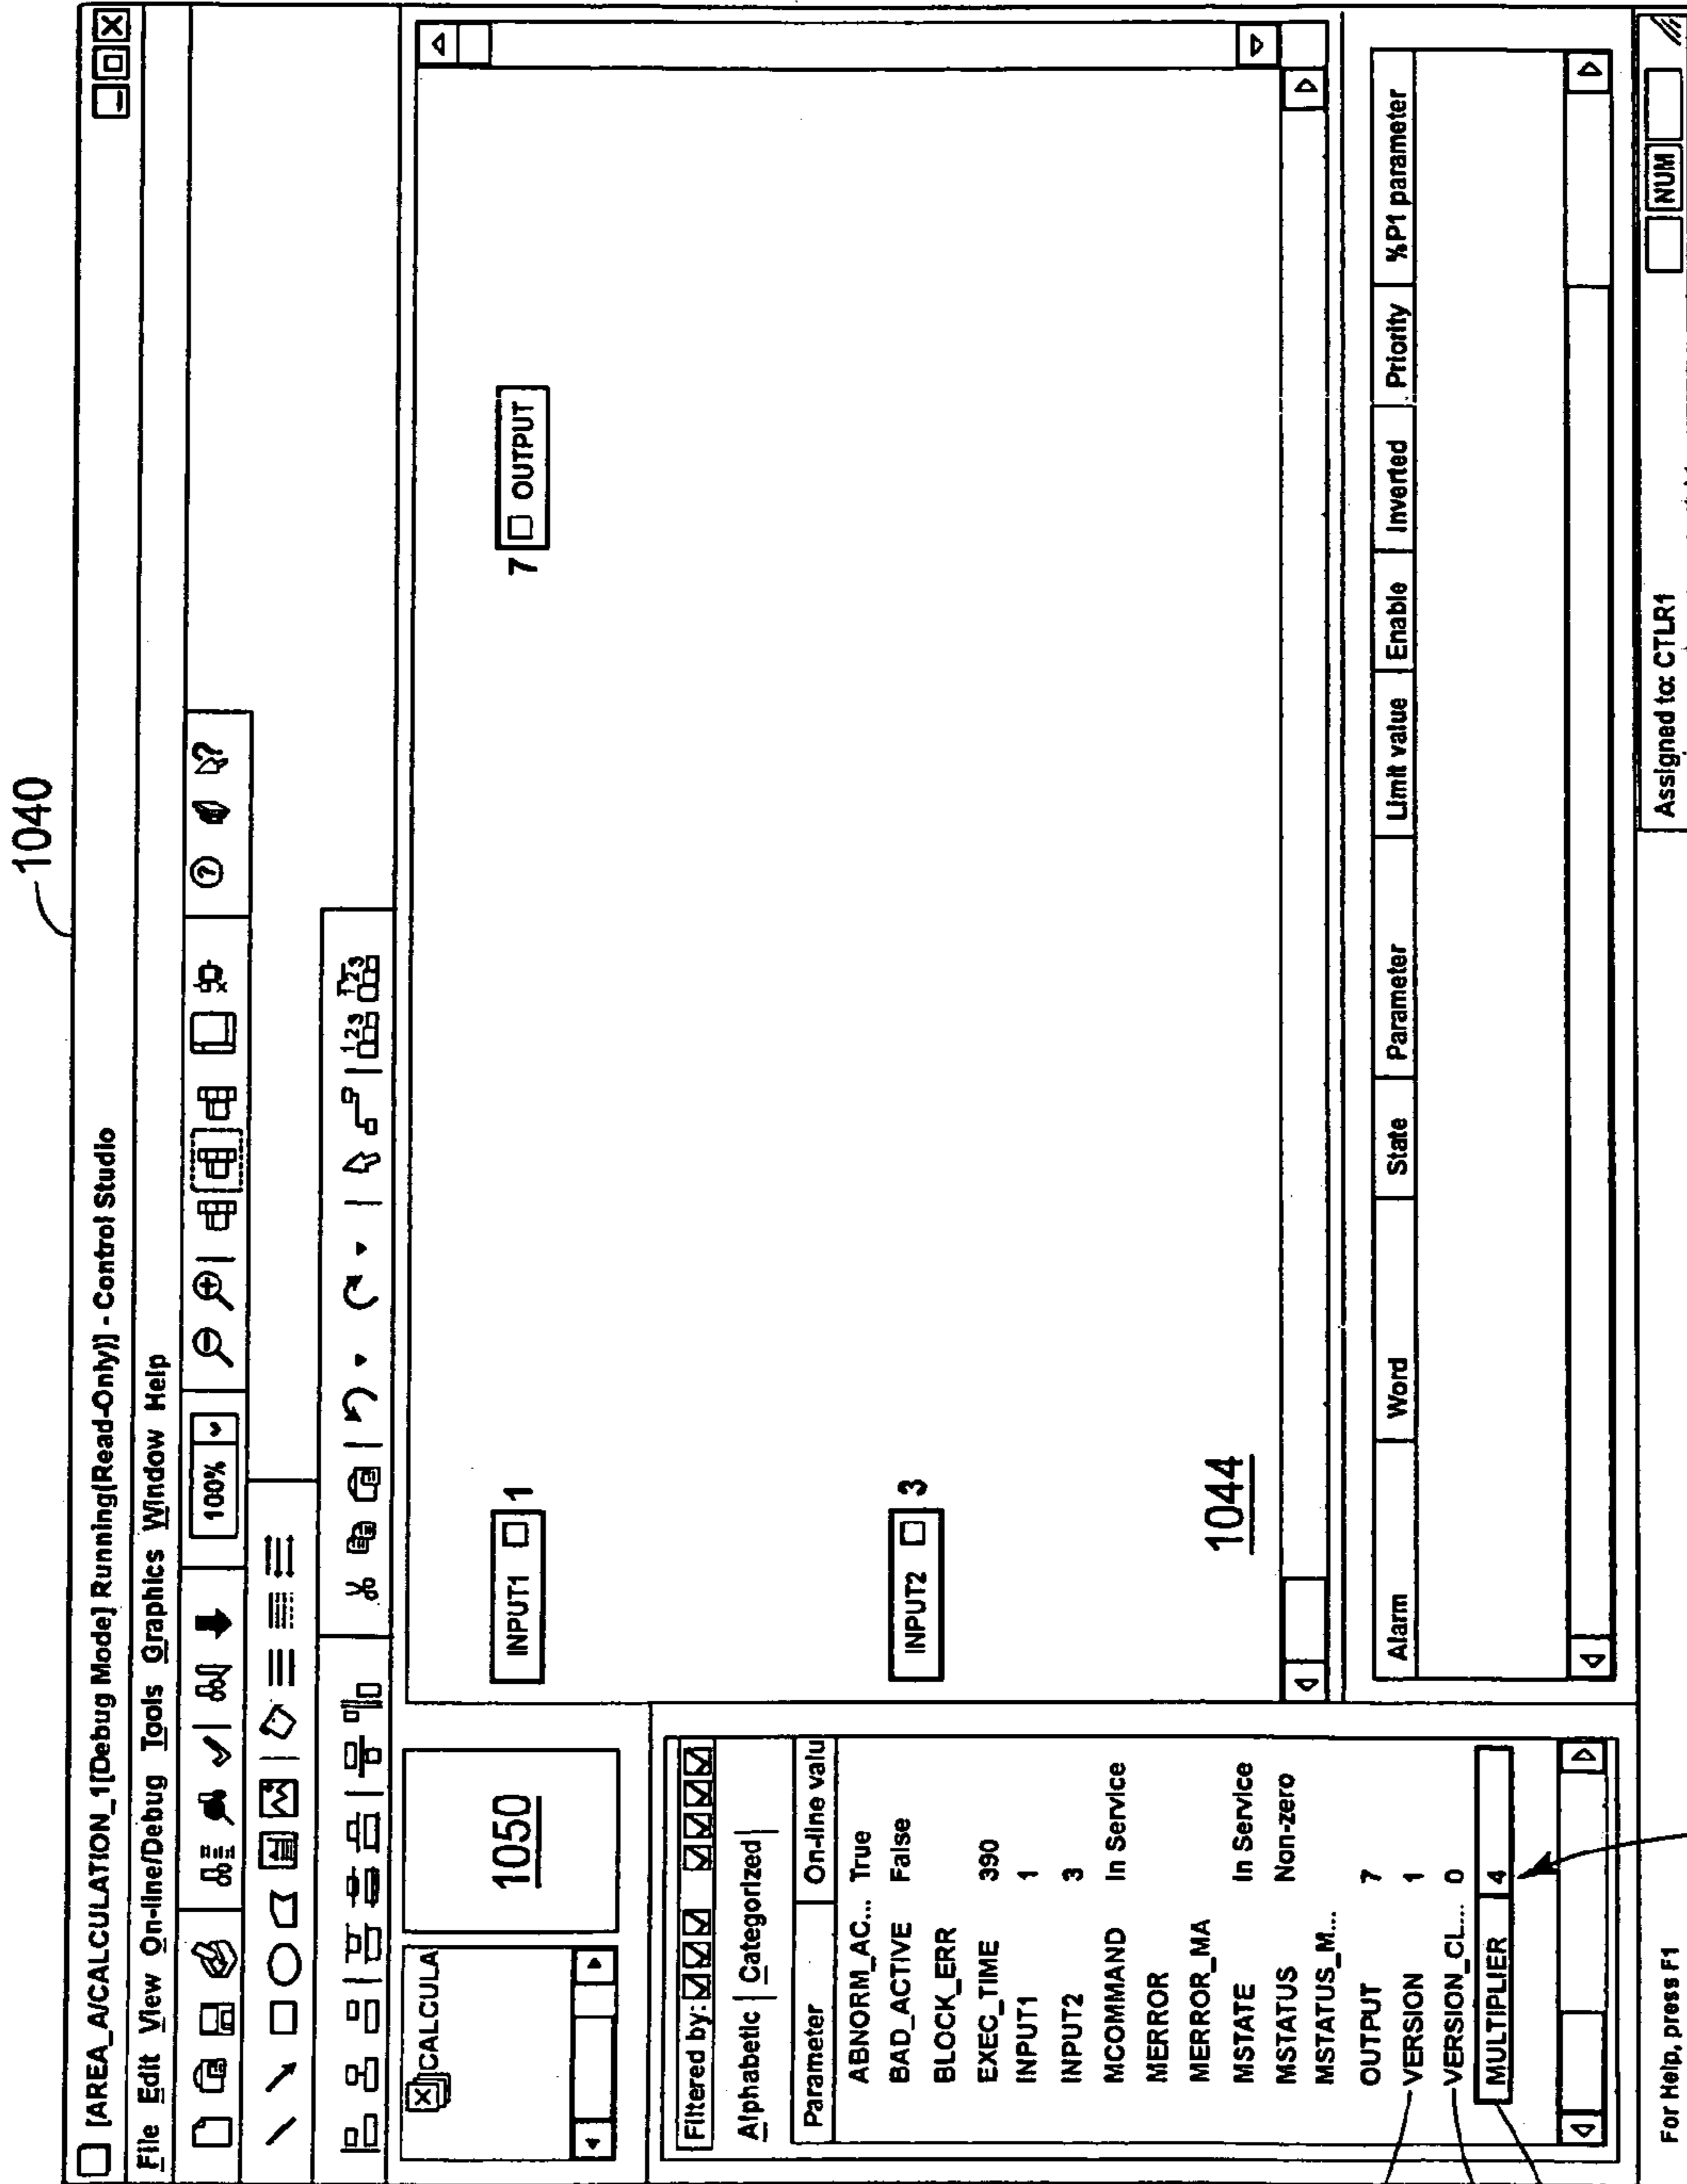 1040
[AREA_A/CALCULATION_1[Debug Mode] Running(Read-Only)] - Control Studio
File Edit View On-line/Debug Tools Graphics Window Help
100%
?
123 123
CALCULA
1050
INPUT1 1
7 OUTPUT
INPUT2 3
1044
Filtered by:
Alphabetic | Categorized |
Parameter On-line valu
ABNORM_AC... True
BAD_ACTIVE False
BLOCK_ERR
EXEC_TIME 390
INPUT1 1
INPUT2 3
MCOMMAND In Service
MERROR
MERROR_MA
MSTATE In Service
MSTATUS Non-zero
MSTATUS_M...
OUTPUT 7
VERSION 1
VERSION_CL... 0
MULTIPLIER 4
Alarm Word State Parameter Limit value Enable Inverted Priority %P1 parameter
For Help, press F1
Assigned to: CTLR1
NUM